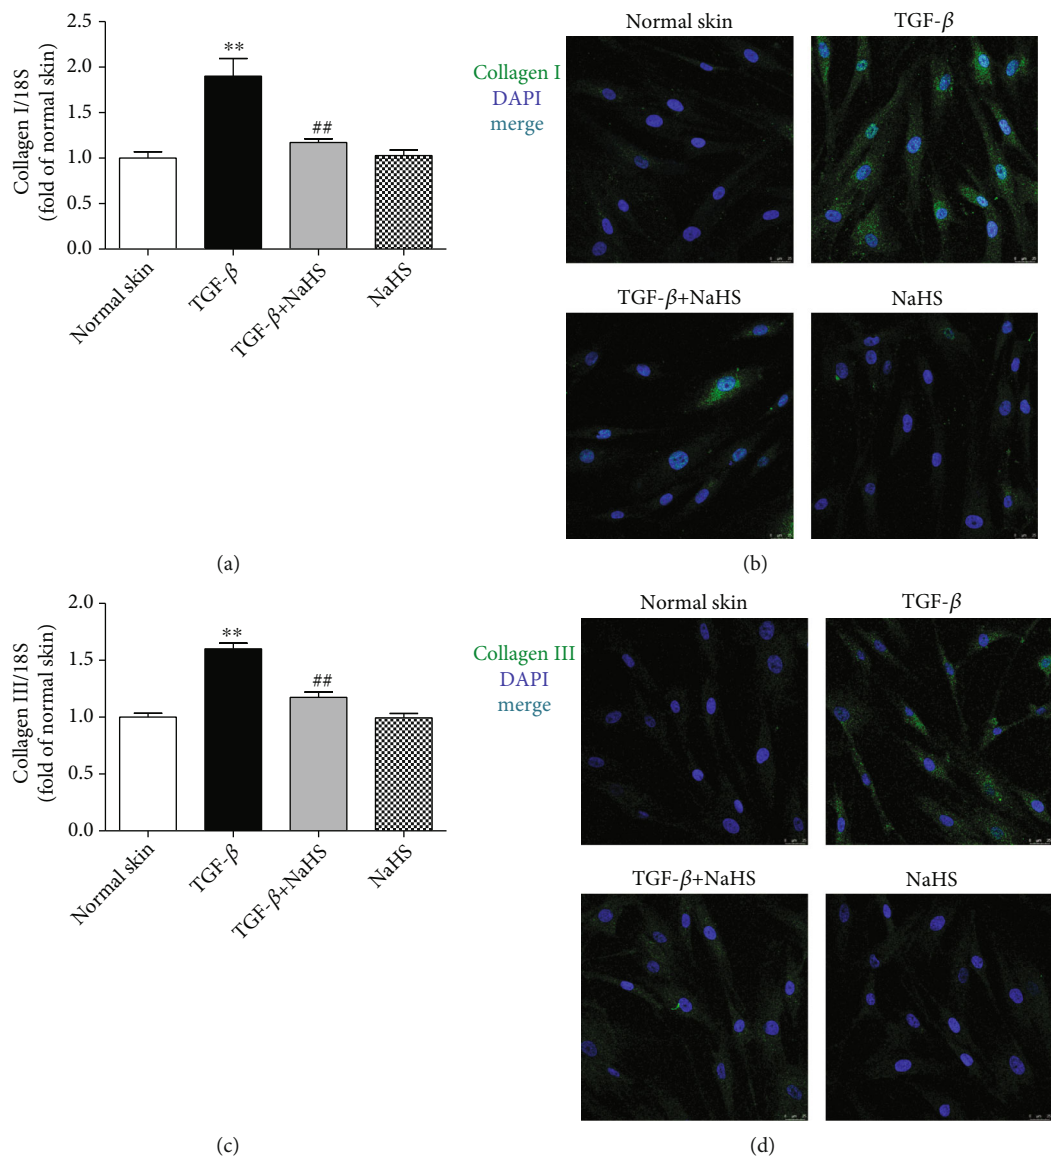 Collagen I/18S
(fold of normal skin)
2.5
2.0
1.5
1.0
0.5
0.0
**
##
Normal skin
TGF-β
TGF-β+NaHS
NaHS
(a)
Normal skin
TGF-β
Collagen I
DAPI
merge
TGF-β+NaHS
NaHS
(b)
Collagen III/18S
(fold of normal skin)
2.0
1.5
1.0
0.5
0.0
**
##
Normal skin
TGF-β
TGF-β+NaHS
NaHS
(c)
Normal skin
TGF-β
Collagen III
DAPI
merge
TGF-β+NaHS
NaHS
(d)